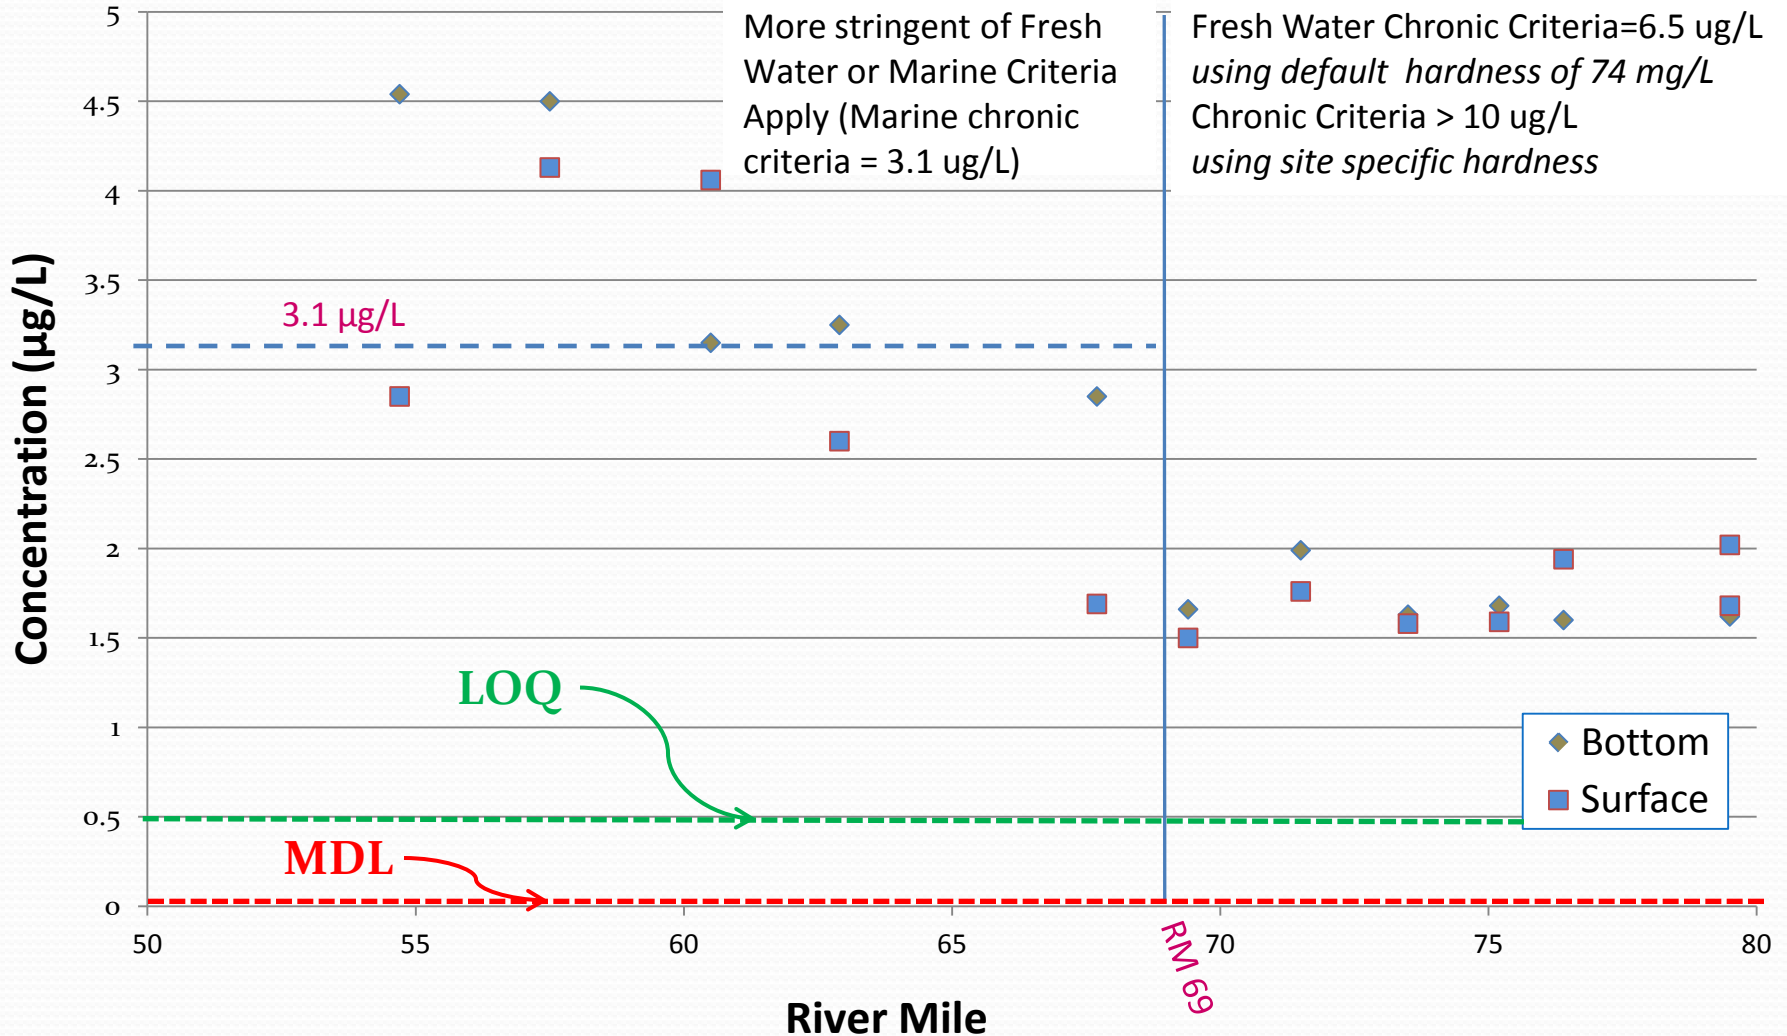 More stringent of Fresh
Water or Marine Criteria
Apply (Marine chronic
criteria = 3.1 ug/L)
Fresh Water Chronic Criteria=6.5 ug/L
using default hardness of 74 mg/L
Chronic Criteria > 10 ug/L
using site specific hardness
Concentration (µg/L)
5
4.5
4
3.5
3
2.5
2
1.5
1
0.5
0
3.1 µg/L
LOQ
MDL
Bottom
Surface
50
55
60
65
70
75
80
RM 69
River Mile